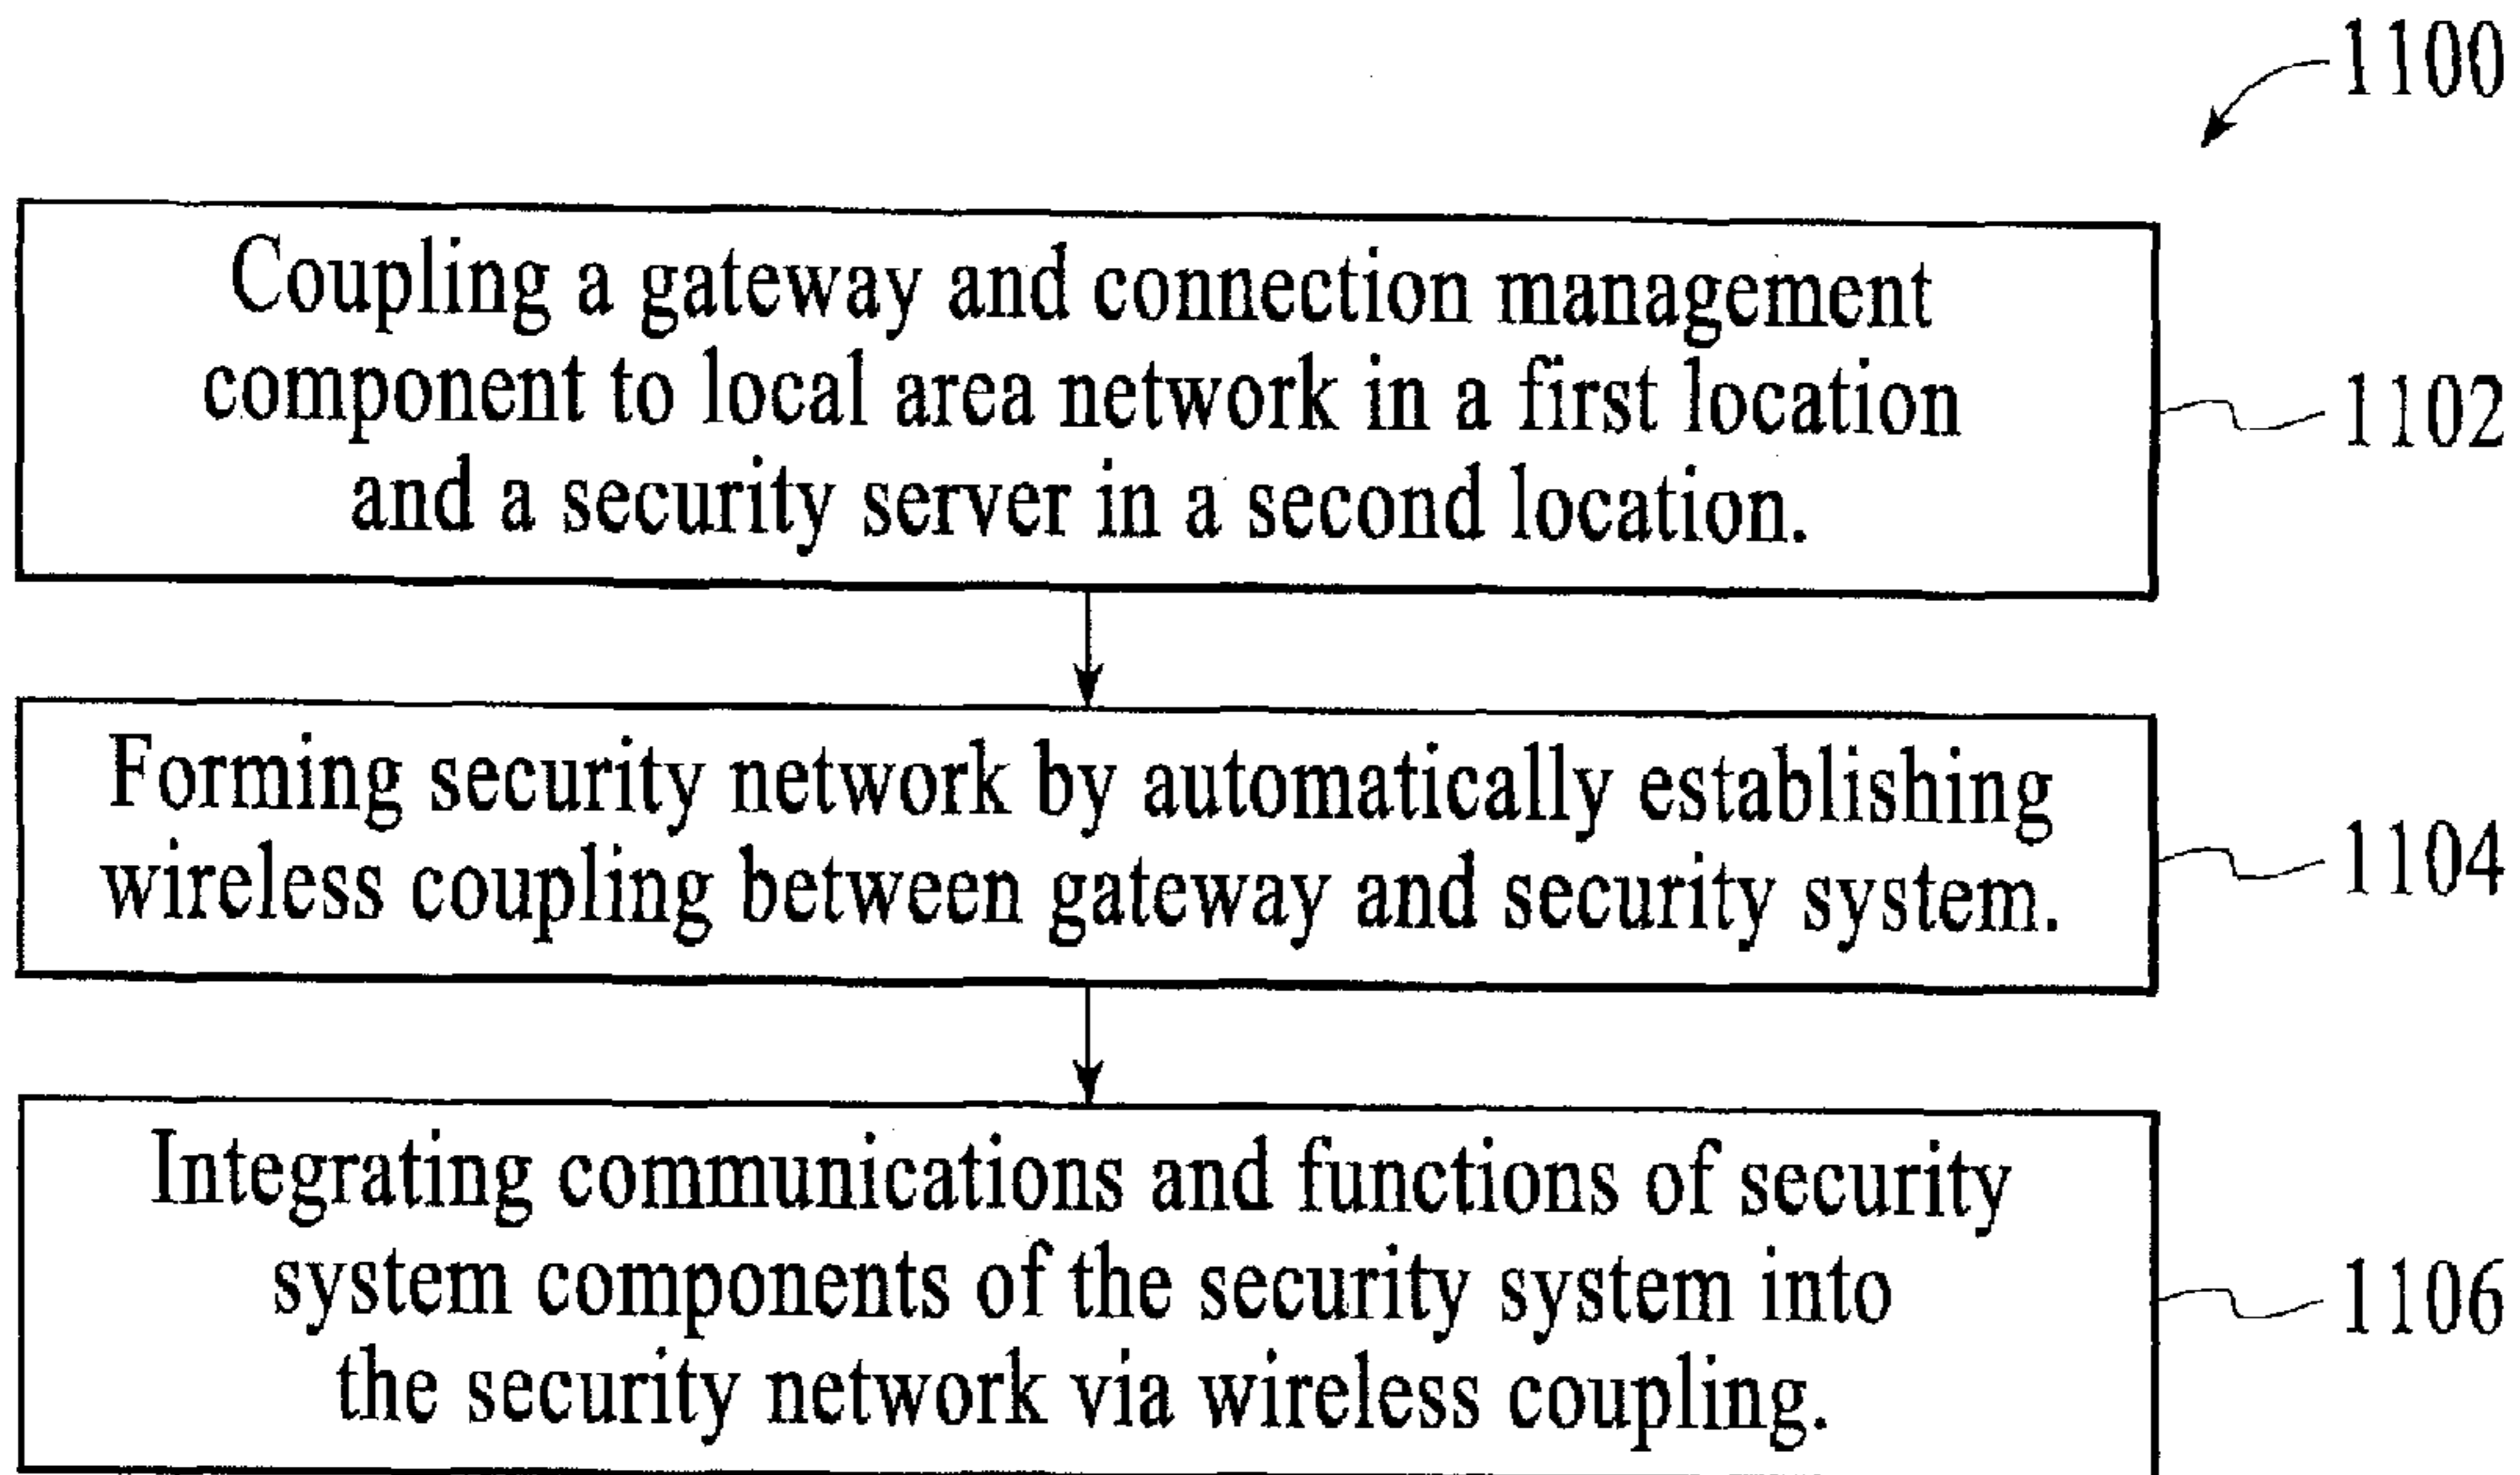 1100
Coupling a gateway and connection management
component to local area network in a first location
and a security server in a second location.
1102
Forming security network by automatically establishing
wireless coupling between gateway and security system.
1104
Integrating communications and functions of security
system components of the security system into
the security network via wireless coupling.
1106